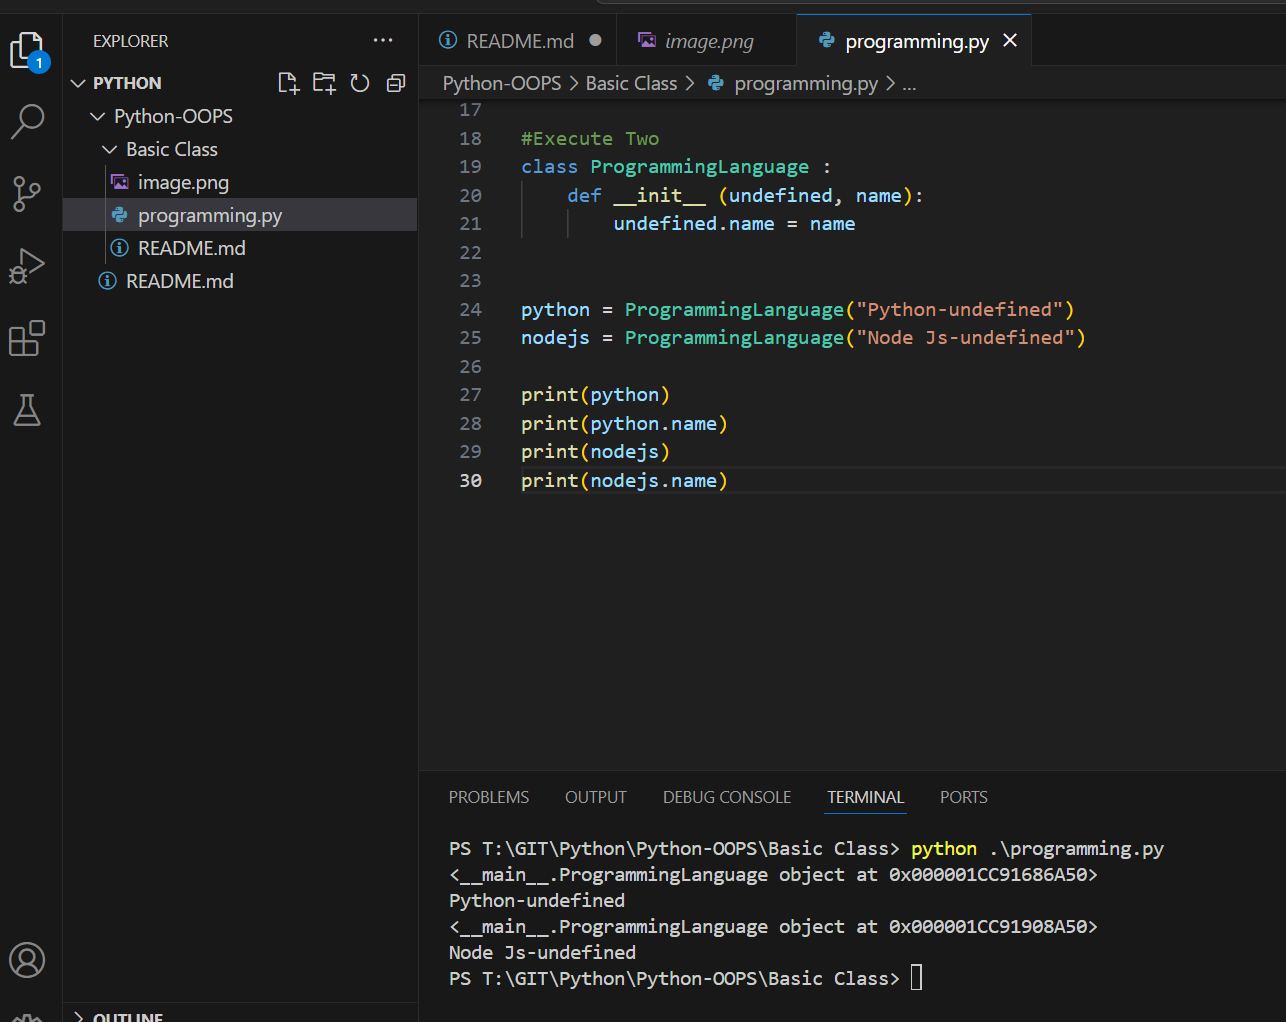 EXPLORER
···
1
PYTHON
Python-OOPS
Basic Class
image.png
programming.py
README.md
README.md
OUTLINE
README.md
image.png
programming.py
Python-OOPS > Basic Class > programming.py > ...
17
18 #Execute Two
19 class ProgrammingLanguage :
20 def __init__ (undefined, name):
21 undefined.name = name
22
23
24 python = ProgrammingLanguage("Python-undefined")
25 nodejs = ProgrammingLanguage("Node Js-undefined")
26
27 print(python)
28 print(python.name)
29 print(nodejs)
30 print(nodejs.name)
PROBLEMS OUTPUT DEBUG CONSOLE TERMINAL PORTS
PS T:\GIT\Python\Python-OOPS\Basic Class> python .\programming.py
<__main__.ProgrammingLanguage object at 0x000001CC91686A50>
Python-undefined
<__main__.ProgrammingLanguage object at 0x000001CC91908A50>
Node Js-undefined
PS T:\GIT\Python\Python-OOPS\Basic Class>